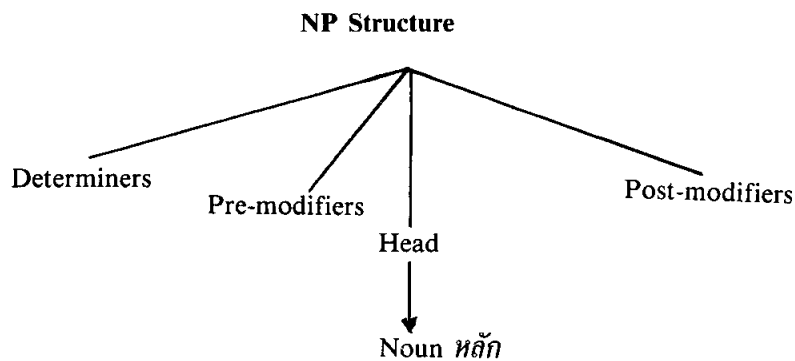 NP Structure
Determiners
Pre-modifiers
Head
Post-modifiers
Noun หลัก